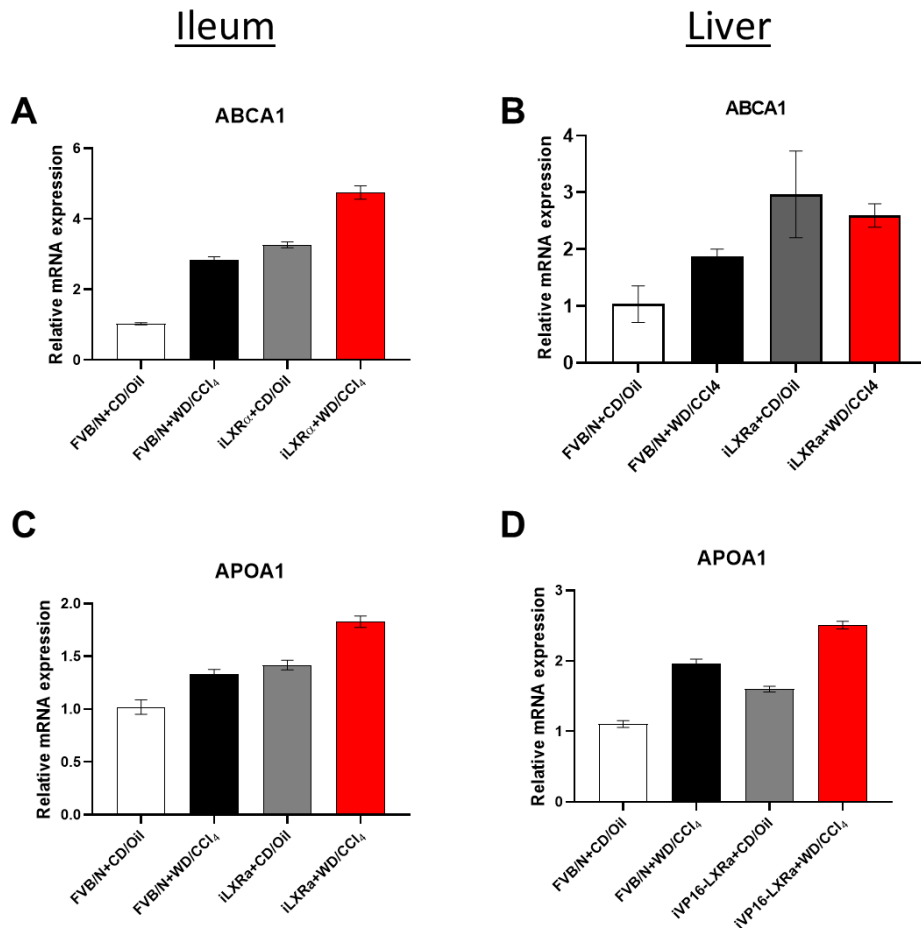 Ileum
Liver
A
ABCA1
Relative mRNA expression
6
4
2
0
FVB/N+CD/Oil
FVB/N+WD/CCl₄
iLXRα+CD/Oil
iLXRα+WD/CCl₄
B
ABCA1
Relative mRNA expression
4
3
2
1
0
FVB/N+CD/Oil
FVB/N+WD/CCl4
iLXRa+CD/Oil
iLXRa+WD/CCl4
C
APOA1
Relative mRNA expression
2.0
1.5
1.0
0.5
0.0
FVB/N+CD/Oil
FVB/N+WD/CCl₄
iLXRa+CD/Oil
iLXRa+WD/CCl₄
D
APOA1
Relative mRNA expression
3
2
1
0
FVB/N+CD/Oil
FVB/N+WD/CCl₄
iVP16-LXRa+CD/Oil
iVP16-LXRa+WD/CCl₄